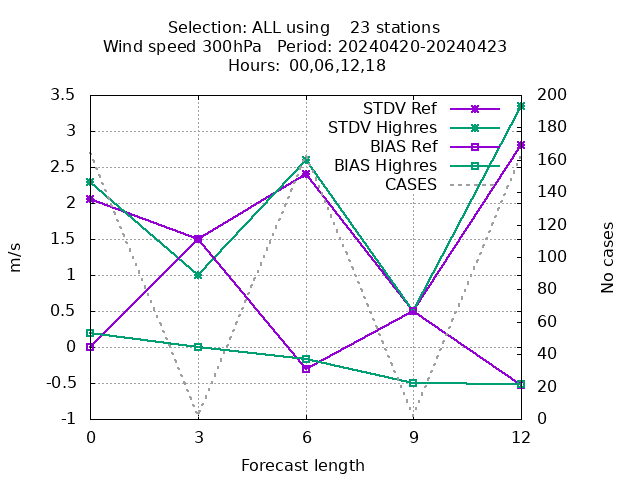 Selection: ALL using    23 stations
Wind speed 300hPa   Period: 20240420-20240423
Hours: 00,06,12,18
STDV Ref
STDV Highres
BIAS Ref
BIAS Highres
CASES
3.5
3
2.5
2
1.5
1
0.5
0
-0.5
-1
m/s
200
180
160
140
120
100
80
60
40
20
0
No cases
0 3 6 9 12
Forecast length